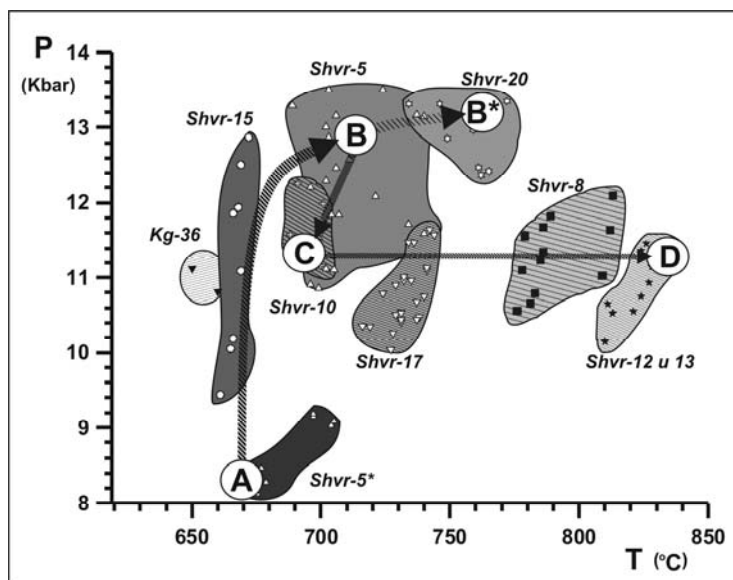 P
(Kbar)
14
13
12
11
10
9
8
Shvr-5
Shvr-20
Shvr-15
B
B*
Shvr-8
Kg-36
C
D
Shvr-10
Shvr-17
Shvr-12 u 13
A
Shvr-5*
650
700
750
800
850
T (°C)